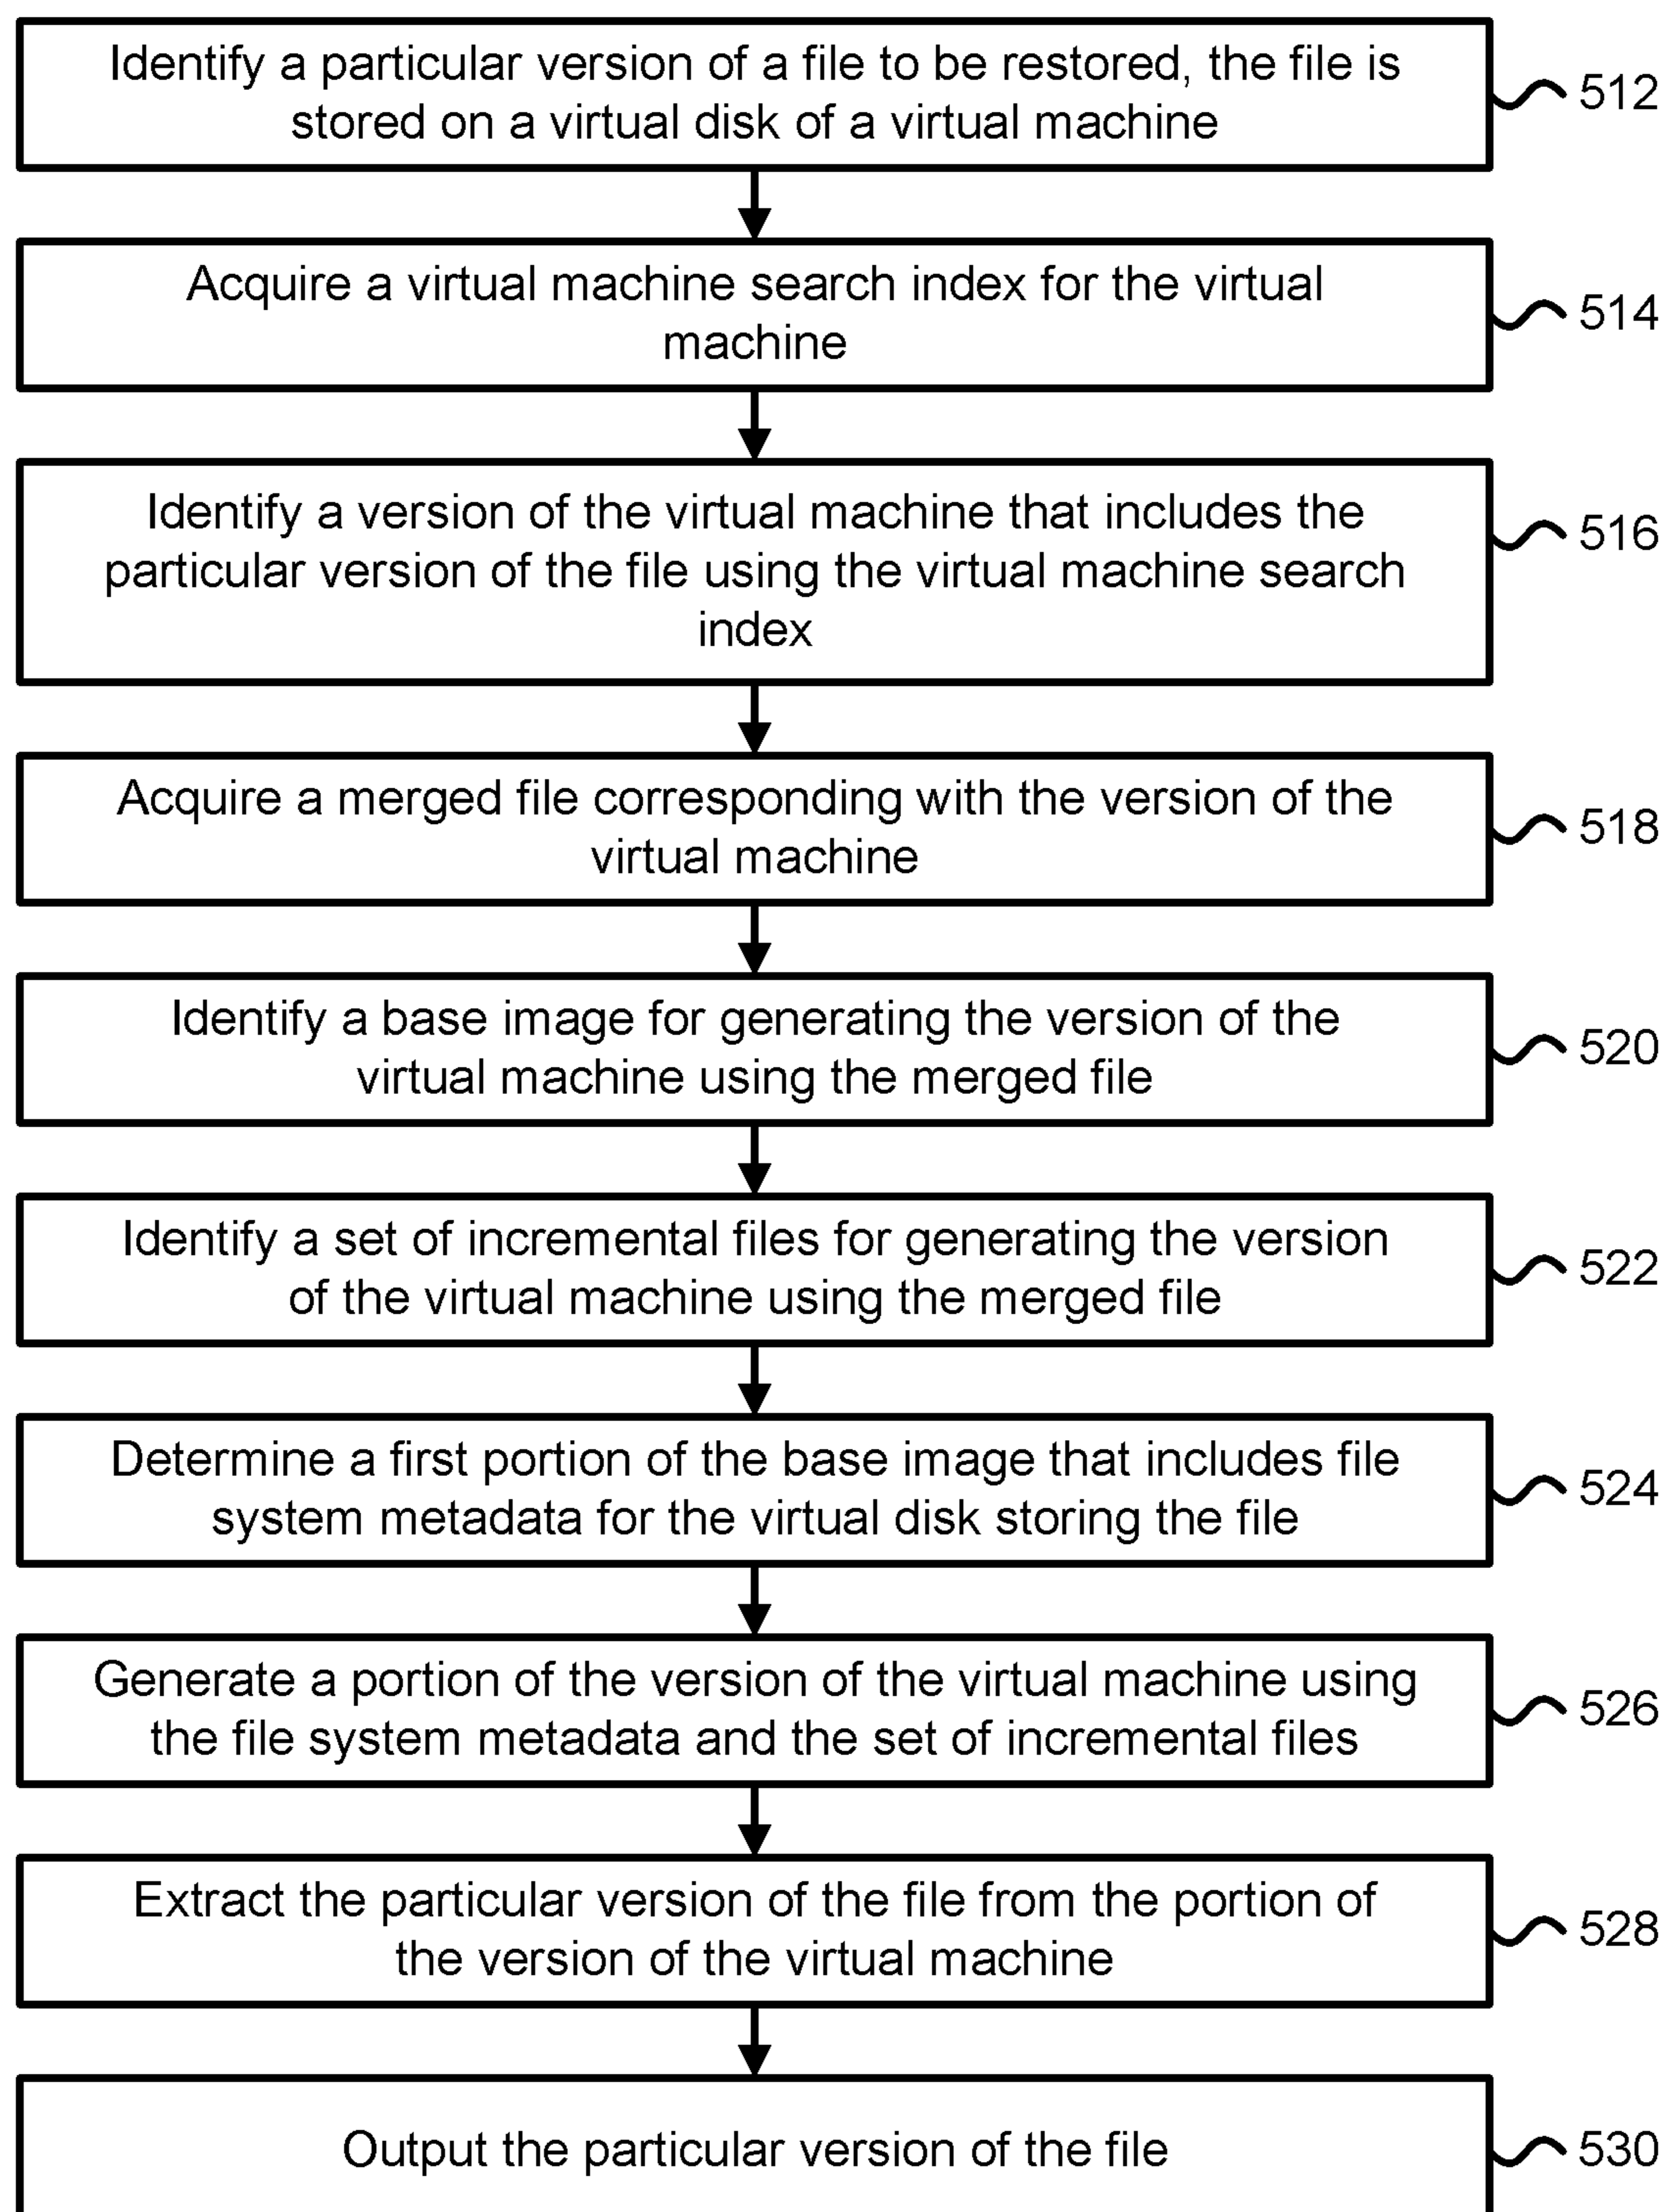 Identify a particular version of a file to be restored, the file is
stored on a virtual disk of a virtual machine
512
Acquire a virtual machine search index for the virtual
machine
514
Identify a version of the virtual machine that includes the
particular version of the file using the virtual machine search
index
516
Acquire a merged file corresponding with the version of the
virtual machine
518
Identify a base image for generating the version of the
virtual machine using the merged file
520
Identify a set of incremental files for generating the version
of the virtual machine using the merged file
522
Determine a first portion of the base image that includes file
system metadata for the virtual disk storing the file
524
Generate a portion of the version of the virtual machine using
the file system metadata and the set of incremental files
526
Extract the particular version of the file from the portion of
the version of the virtual machine
528
Output the particular version of the file
530